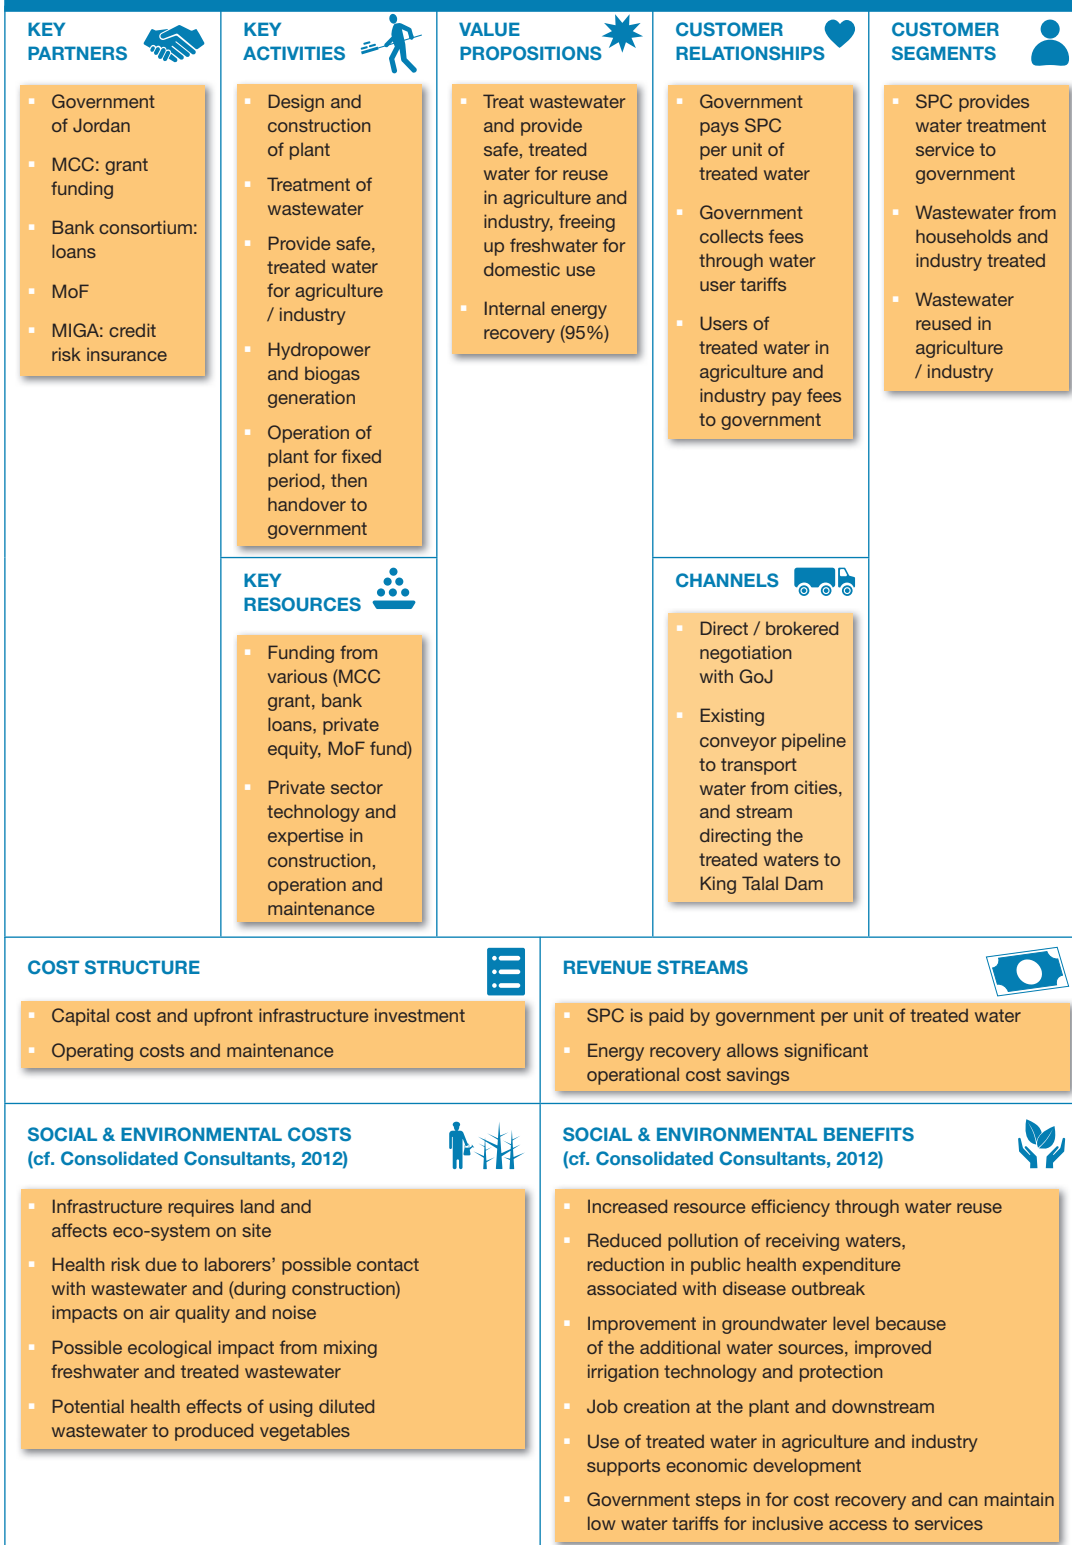 KEY
PARTNERS
Government
of Jordan
MCC: grant
funding
Bank consortium:
loans
MoF
MIGA: credit
risk insurance
KEY
ACTIVITIES
Design and
construction
of plant
Treatment of
wastewater
Provide safe,
treated water
for agriculture
/ industry
Hydropower
and biogas
generation
Operation of
plant for fixed
period, then
handover to
government
KEY
RESOURCES
Funding from
various (MCC
grant, bank
loans, private
equity, MoF fund)
Private sector
technology and
expertise in
construction,
operation and
maintenance
VALUE
PROPOSITIONS
Treat wastewater
and provide
safe, treated
water for reuse
in agriculture and
industry, freeing
up freshwater for
domestic use
Internal energy
recovery (95%)
CUSTOMER
RELATIONSHIPS
Government
pays SPC
per unit of
treated water
Government
collects fees
through water
user tariffs
Users of
treated water in
agriculture and
industry pay fees
to government
CHANNELS
Direct / brokered
negotiation
with GoJ
Existing
conveyor pipeline
to transport
water from cities,
and stream
directing the
treated waters to
King Talal Dam
CUSTOMER
SEGMENTS
SPC provides
water treatment
service to
government
Wastewater from
households and
industry treated
Wastewater
reused in
agriculture
/ industry
COST STRUCTURE
Capital cost and upfront infrastructure investment
Operating costs and maintenance
REVENUE STREAMS
SPC is paid by government per unit of treated water
Energy recovery allows significant
operational cost savings
SOCIAL & ENVIRONMENTAL COSTS
(cf. Consolidated Consultants, 2012)
Infrastructure requires land and
affects eco-system on site
Health risk due to laborers' possible contact
with wastewater and (during construction)
impacts on air quality and noise
Possible ecological impact from mixing
freshwater and treated wastewater
Potential health effects of using diluted
wastewater to produced vegetables
SOCIAL & ENVIRONMENTAL BENEFITS
(cf. Consolidated Consultants, 2012)
Increased resource efficiency through water reuse
Reduced pollution of receiving waters,
reduction in public health expenditure
associated with disease outbreak
Improvement in groundwater level because
of the additional water sources, improved
irrigation technology and protection
Job creation at the plant and downstream
Use of treated water in agriculture and industry
supports economic development
Government steps in for cost recovery and can maintain
low water tariffs for inclusive access to services